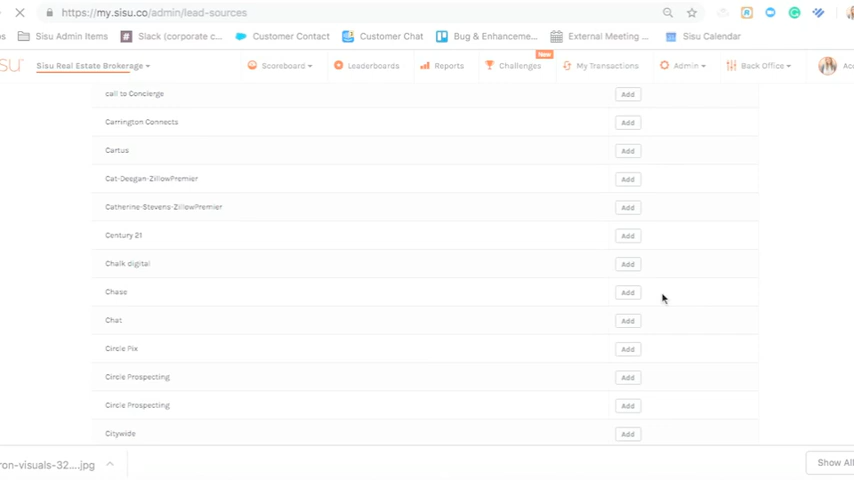 https://my.sisu.co/admin/lead-sources
Sisu Admin Items
Slack (corporate c...
Customer Contact
Customer Chat
Bug & Enhanceme...
External Meeting ...
Sisu Calendar
Sisu Real Estate Brokerage
Scoreboard
Leaderboards
Reports
Challenges
New
My Transactions
Admin
Back Office
call to Concierge Add
Carrington Connects Add
Cartus Add
Cat-Deegan-ZillowPremier Add
Catherine-Stevens-ZillowPremier Add
Century 21 Add
Chalk digital Add
Chase Add
Chat Add
Circle Pix Add
Circle Prospecting Add
Circle Prospecting Add
Citywide Add
ron-visuals-32....jpg
Show All